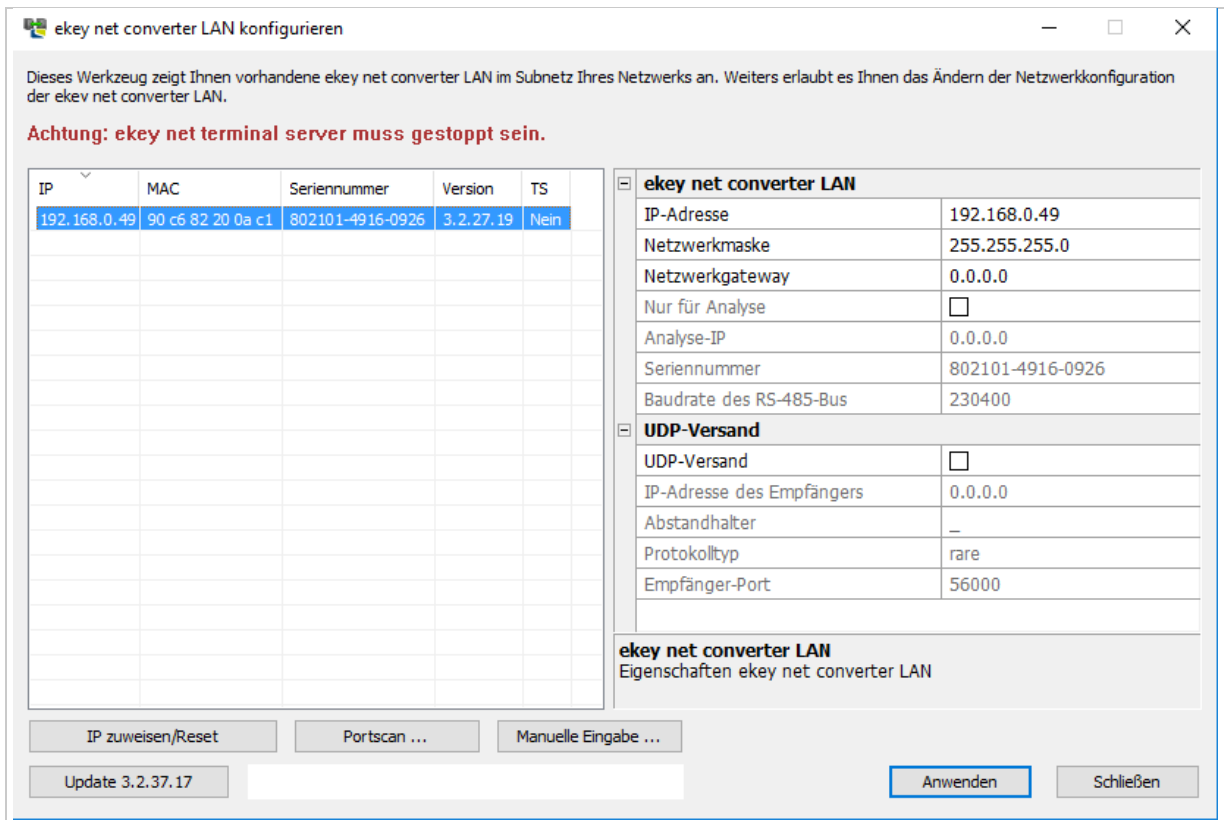 ekey net converter LAN konfigurieren
Dieses Werkzeug zeigt Ihnen vorhandene ekey net converter LAN im Subnetz Ihres Netzwerks an. Weiters erlaubt es Ihnen das Ändern der Netzwerkkonfiguration
der ekey net converter LAN.
Achtung: ekey net terminal server muss gestoppt sein.
IP MAC Seriennummer Version TS
192.168.0.49 90 c6 82 20 0a c1 802101-4916-0926 3.2.27.19 Nein
ekey net converter LAN
IP-Adresse 192.168.0.49
Netzwerkmaske 255.255.255.0
Netzwerkgateway 0.0.0.0
Nur für Analyse
Analyse-IP 0.0.0.0
Seriennummer 802101-4916-0926
Baudrate des RS-485-Bus 230400
UDP-Versand
UDP-Versand
IP-Adresse des Empfängers 0.0.0.0
Abstandhalter _
Protokolltyp rare
Empfänger-Port 56000
ekey net converter LAN
Eigenschaften ekey net converter LAN
IP zuweisen/Reset Portscan ... Manuelle Eingabe ...
Update 3.2.37.17 Anwenden Schließen